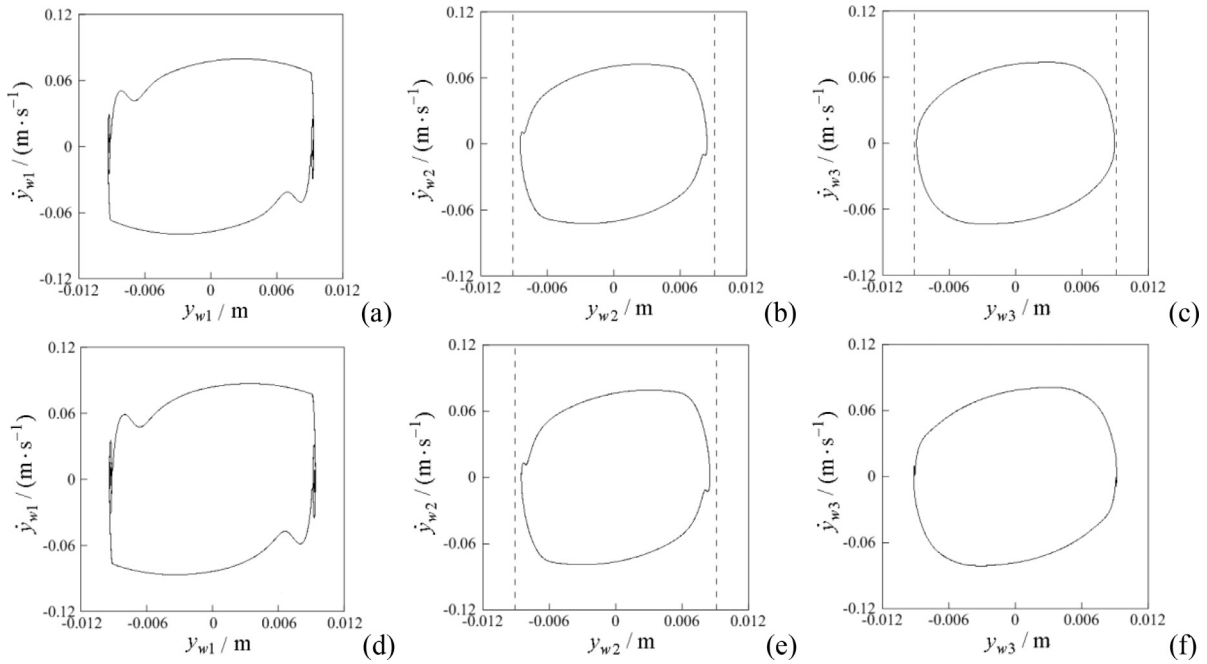 0.12
0.06
0
-0.06
-0.12
-0.012 -0.006 0 0.006 0.012
ẏw1 / (m·s⁻¹)
yw1 / m
(a)
0.12
0.06
0
-0.06
-0.12
-0.012 -0.006 0 0.006 0.012
ẏw2 / (m·s⁻¹)
yw2 / m
(b)
0.12
0.06
0
-0.06
-0.12
-0.012 -0.006 0 0.006 0.012
ẏw3 / (m·s⁻¹)
yw3 / m
(c)
0.12
0.06
0
-0.06
-0.12
-0.012 -0.006 0 0.006 0.012
ẏw1 / (m·s⁻¹)
yw1 / m
(d)
0.12
0.06
0
-0.06
-0.12
-0.012 -0.006 0 0.006 0.012
ẏw2 / (m·s⁻¹)
yw2 / m
(e)
0.12
0.06
0
-0.06
-0.12
-0.012 -0.006 0 0.006 0.012
ẏw3 / (m·s⁻¹)
yw3 / m
(f)